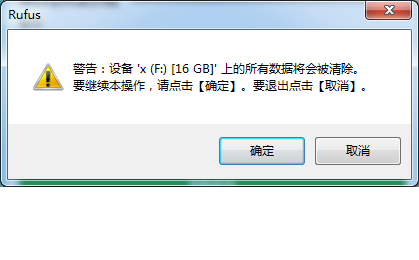 Rufus
警告：设备 'x (F:) [16 GB]' 上的所有数据将会被清除。
要继续本操作，请点击【确定】。要退出点击【取消】。
确定
取消